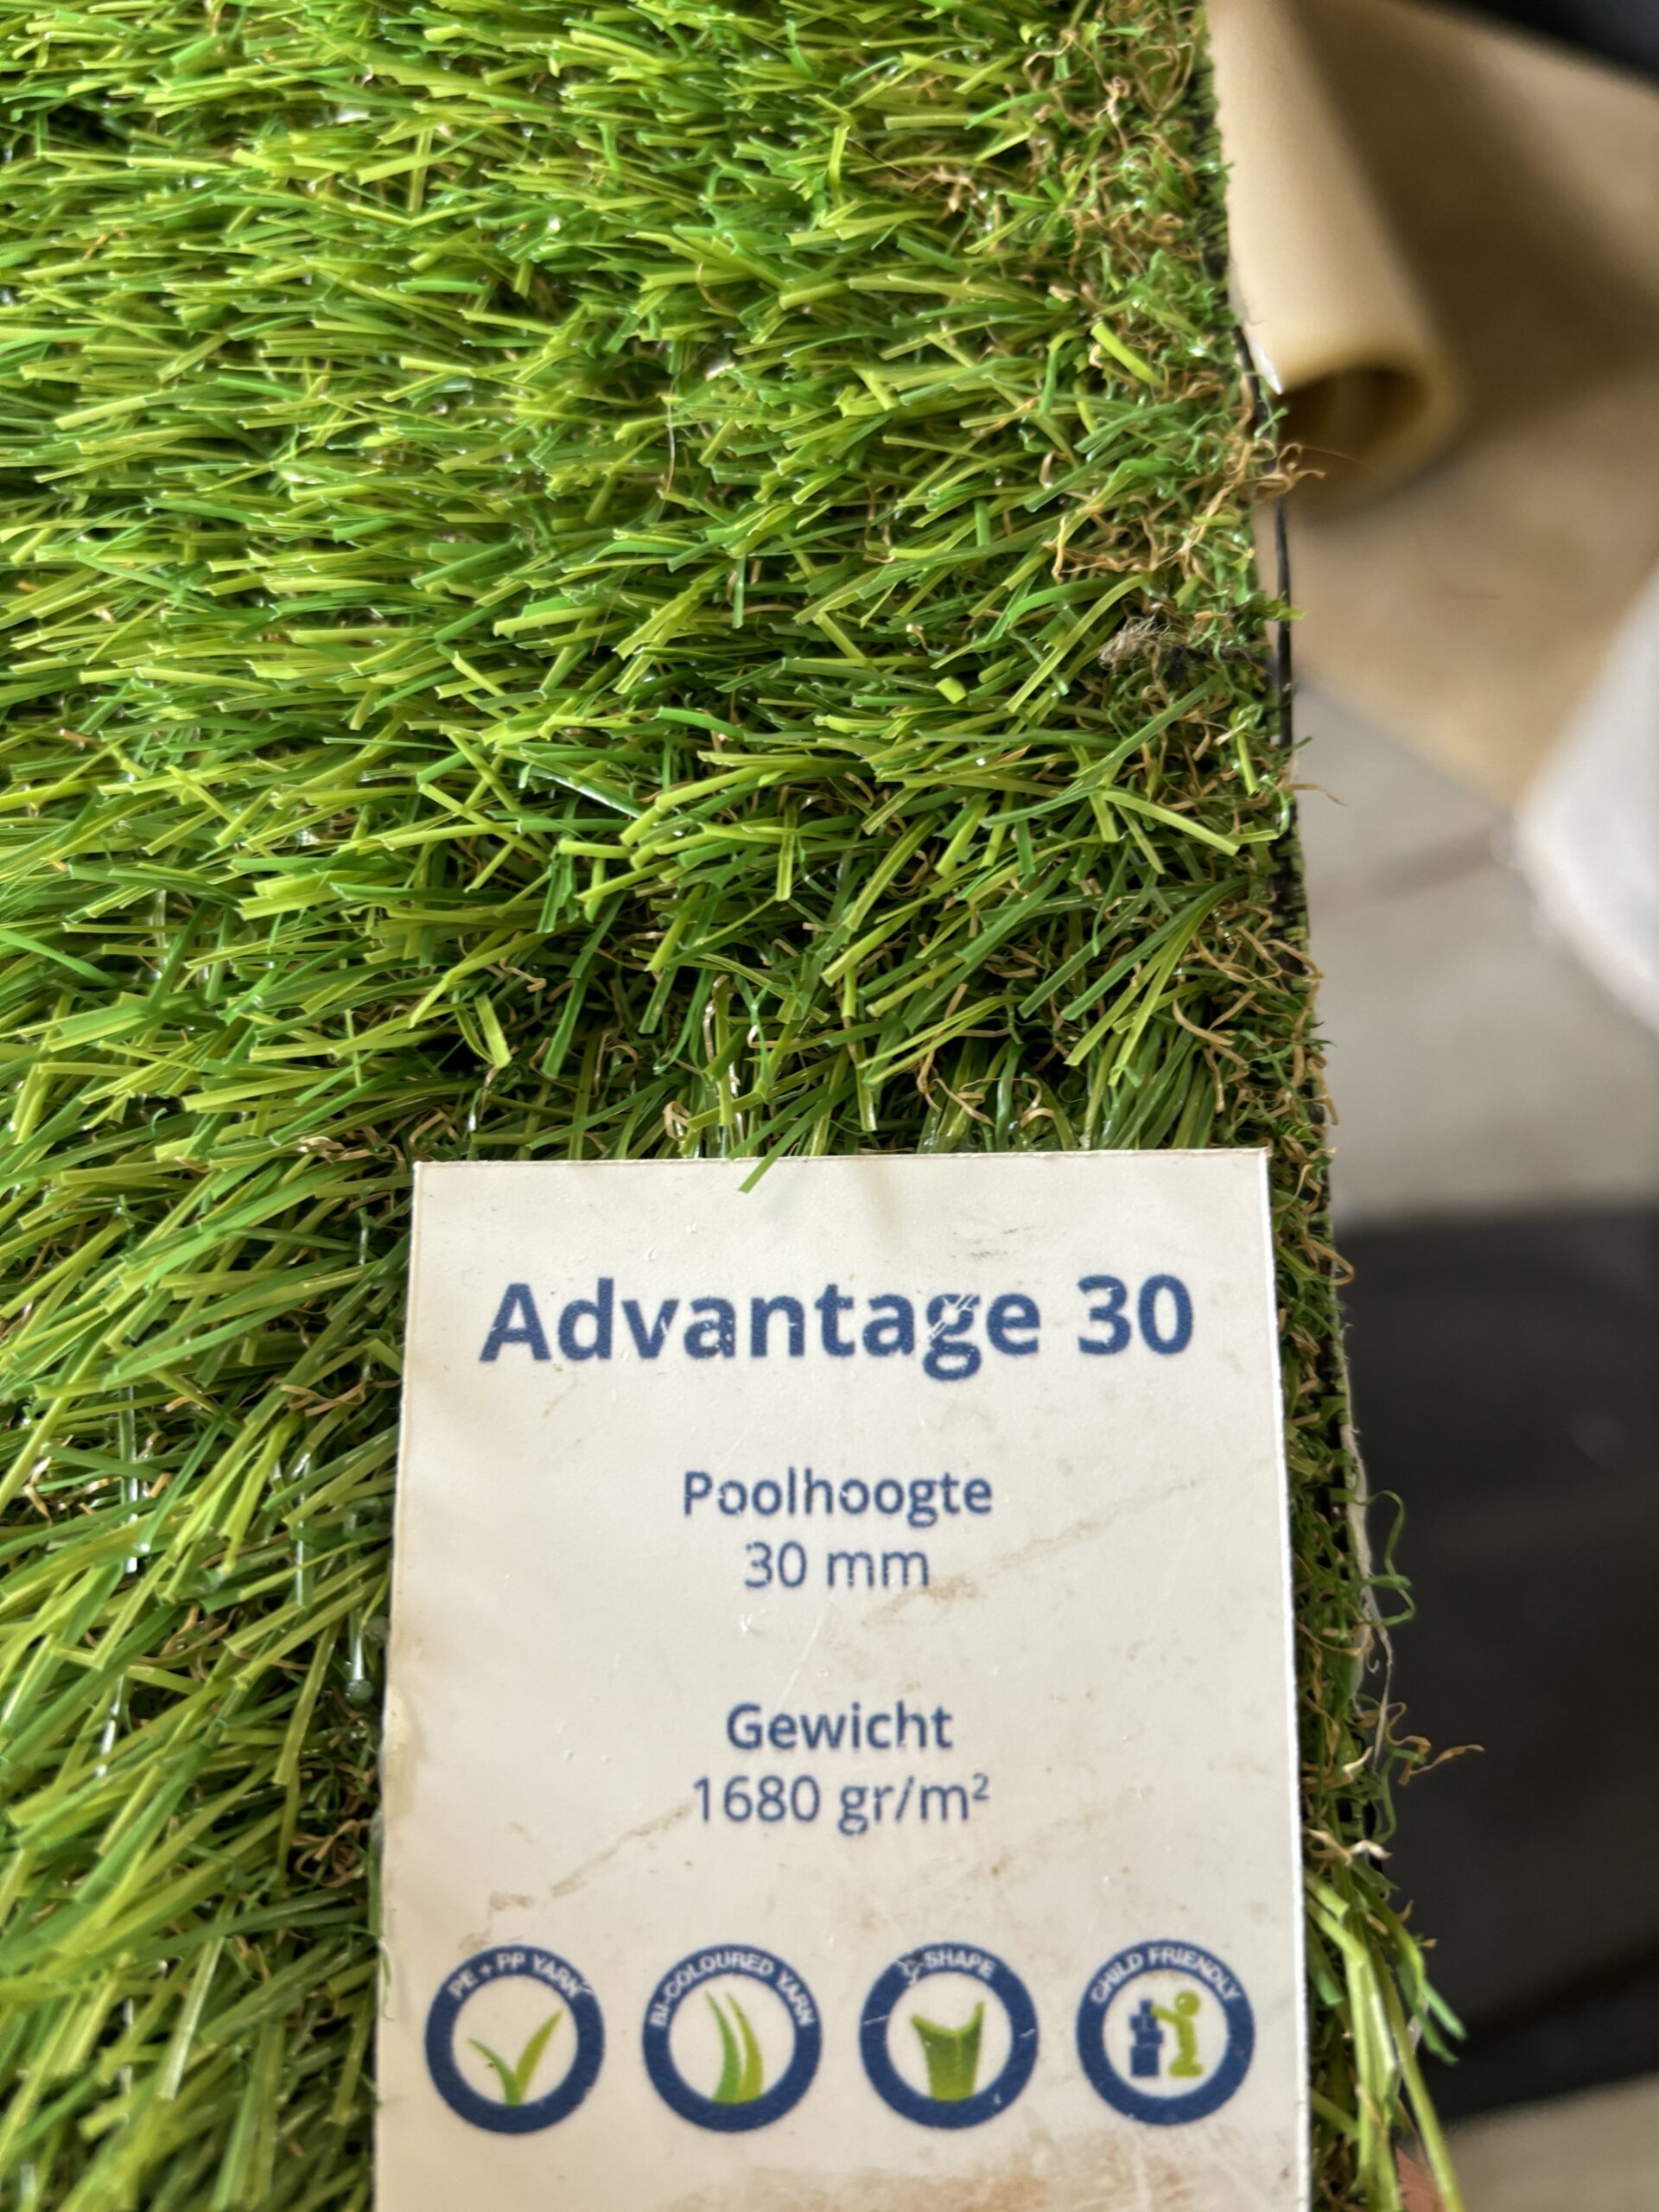 Advantage 30
Poolhoogte
30 mm
Gewicht
1680 gr/m²
PE + PP YARN
BI-COLOURED YARN
C-SHAPE
CHILD FRIENDLY